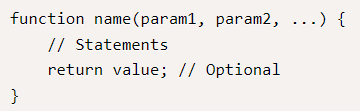 function name(param1, param2, ...) {
    // Statements
    return value; // Optional
}